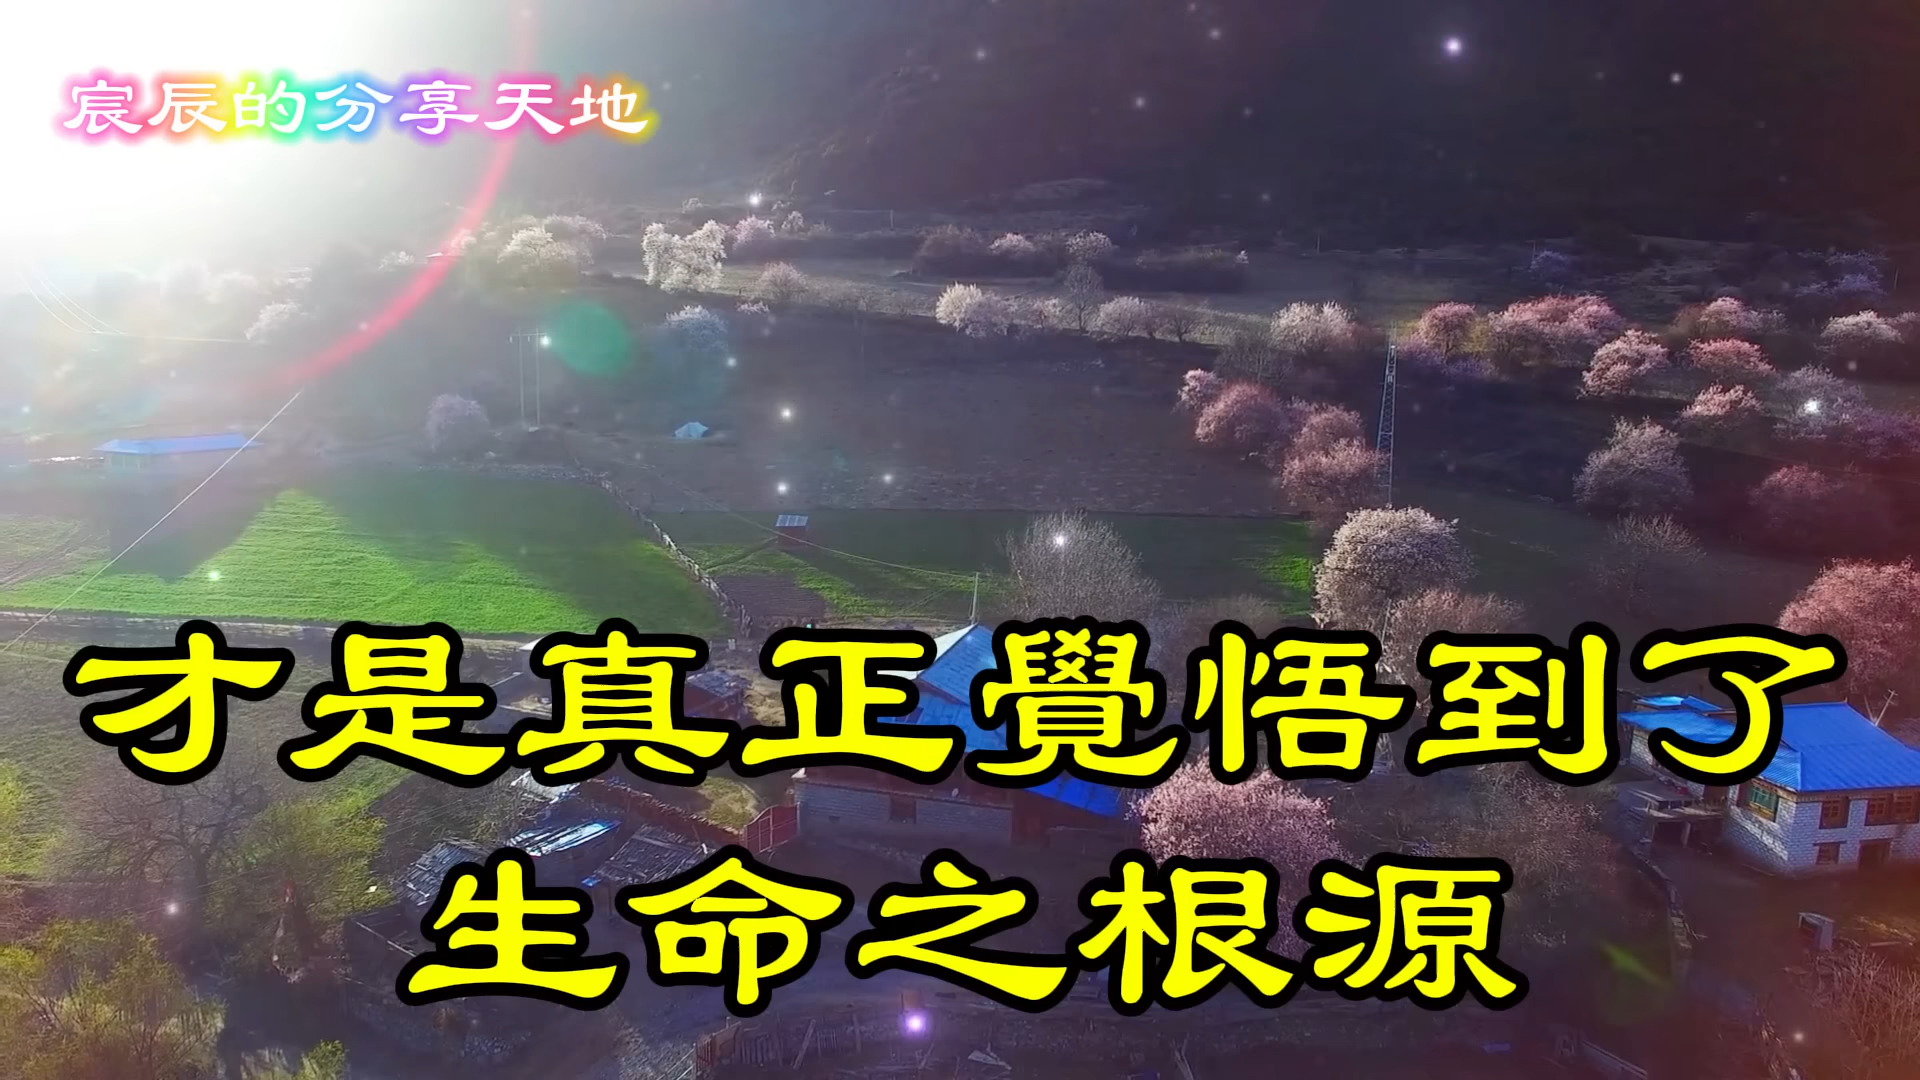 宸辰的分享天地
才是真正覺悟到了
生命之根源